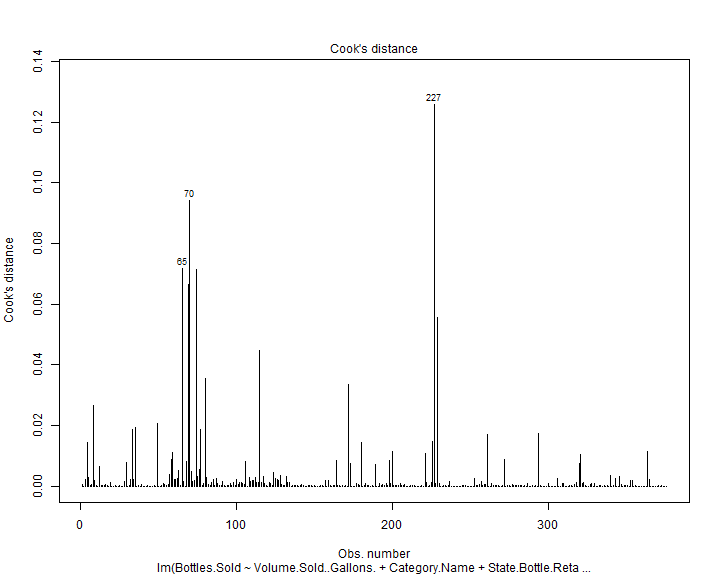 Cook's distance
0.14
0.12
0.10
0.08
0.06
0.04
0.02
0.00
Cook's distance
227
70
65
0 100 200 300
Obs. number
lm(Bottles.Sold ~ Volume.Sold..Gallons. + Category.Name + State.Bottle.Reta ...